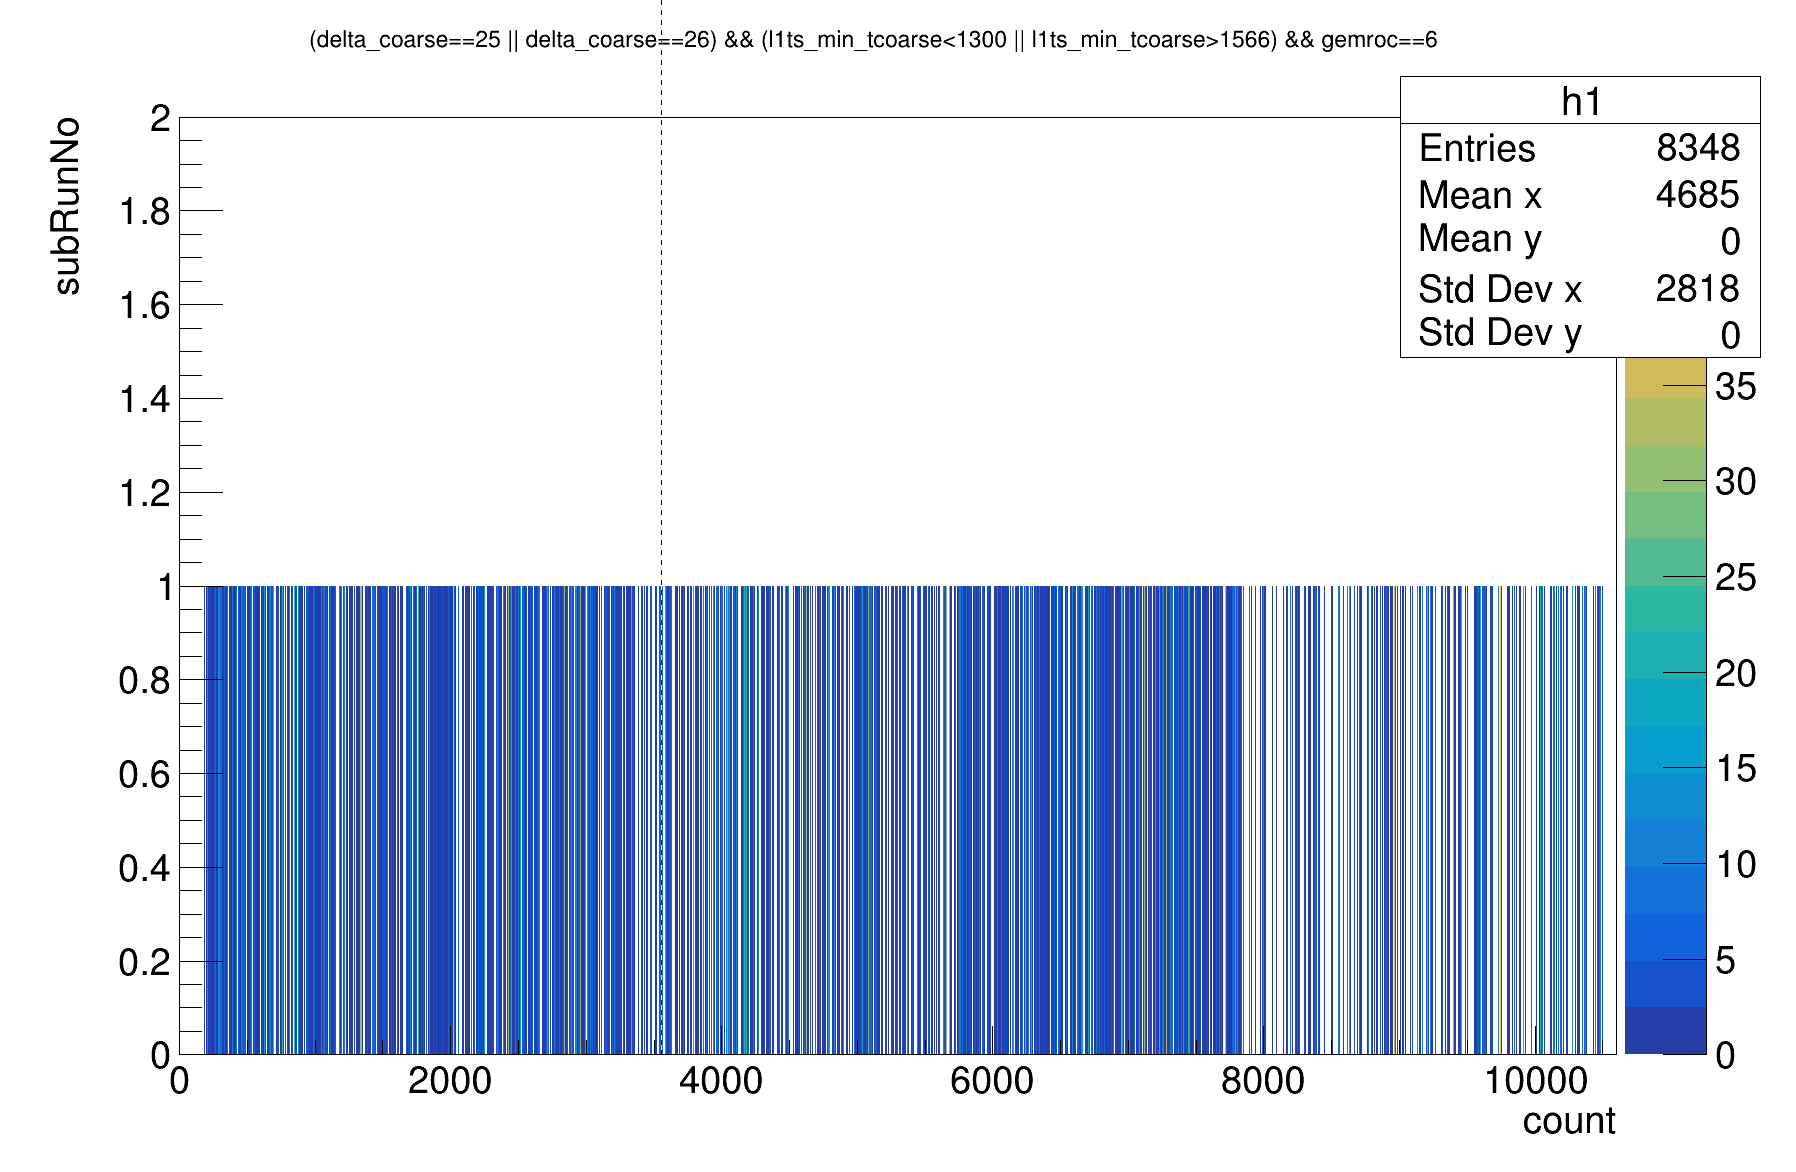 (delta_coarse==25 || delta_coarse==26) && (l1ts_min_tcoarse<1300 || l1ts_min_tcoarse>1566) && gemroc==6
h1
Entries 8348
Mean x 4685
Mean y 0
Std Dev x 2818
Std Dev y 0
subRunNo
2
1.8
1.6
1.4
1.2
1
0.8
0.6
0.4
0.2
0
35
30
25
20
15
10
5
0
0 2000 4000 6000 8000 10000
count